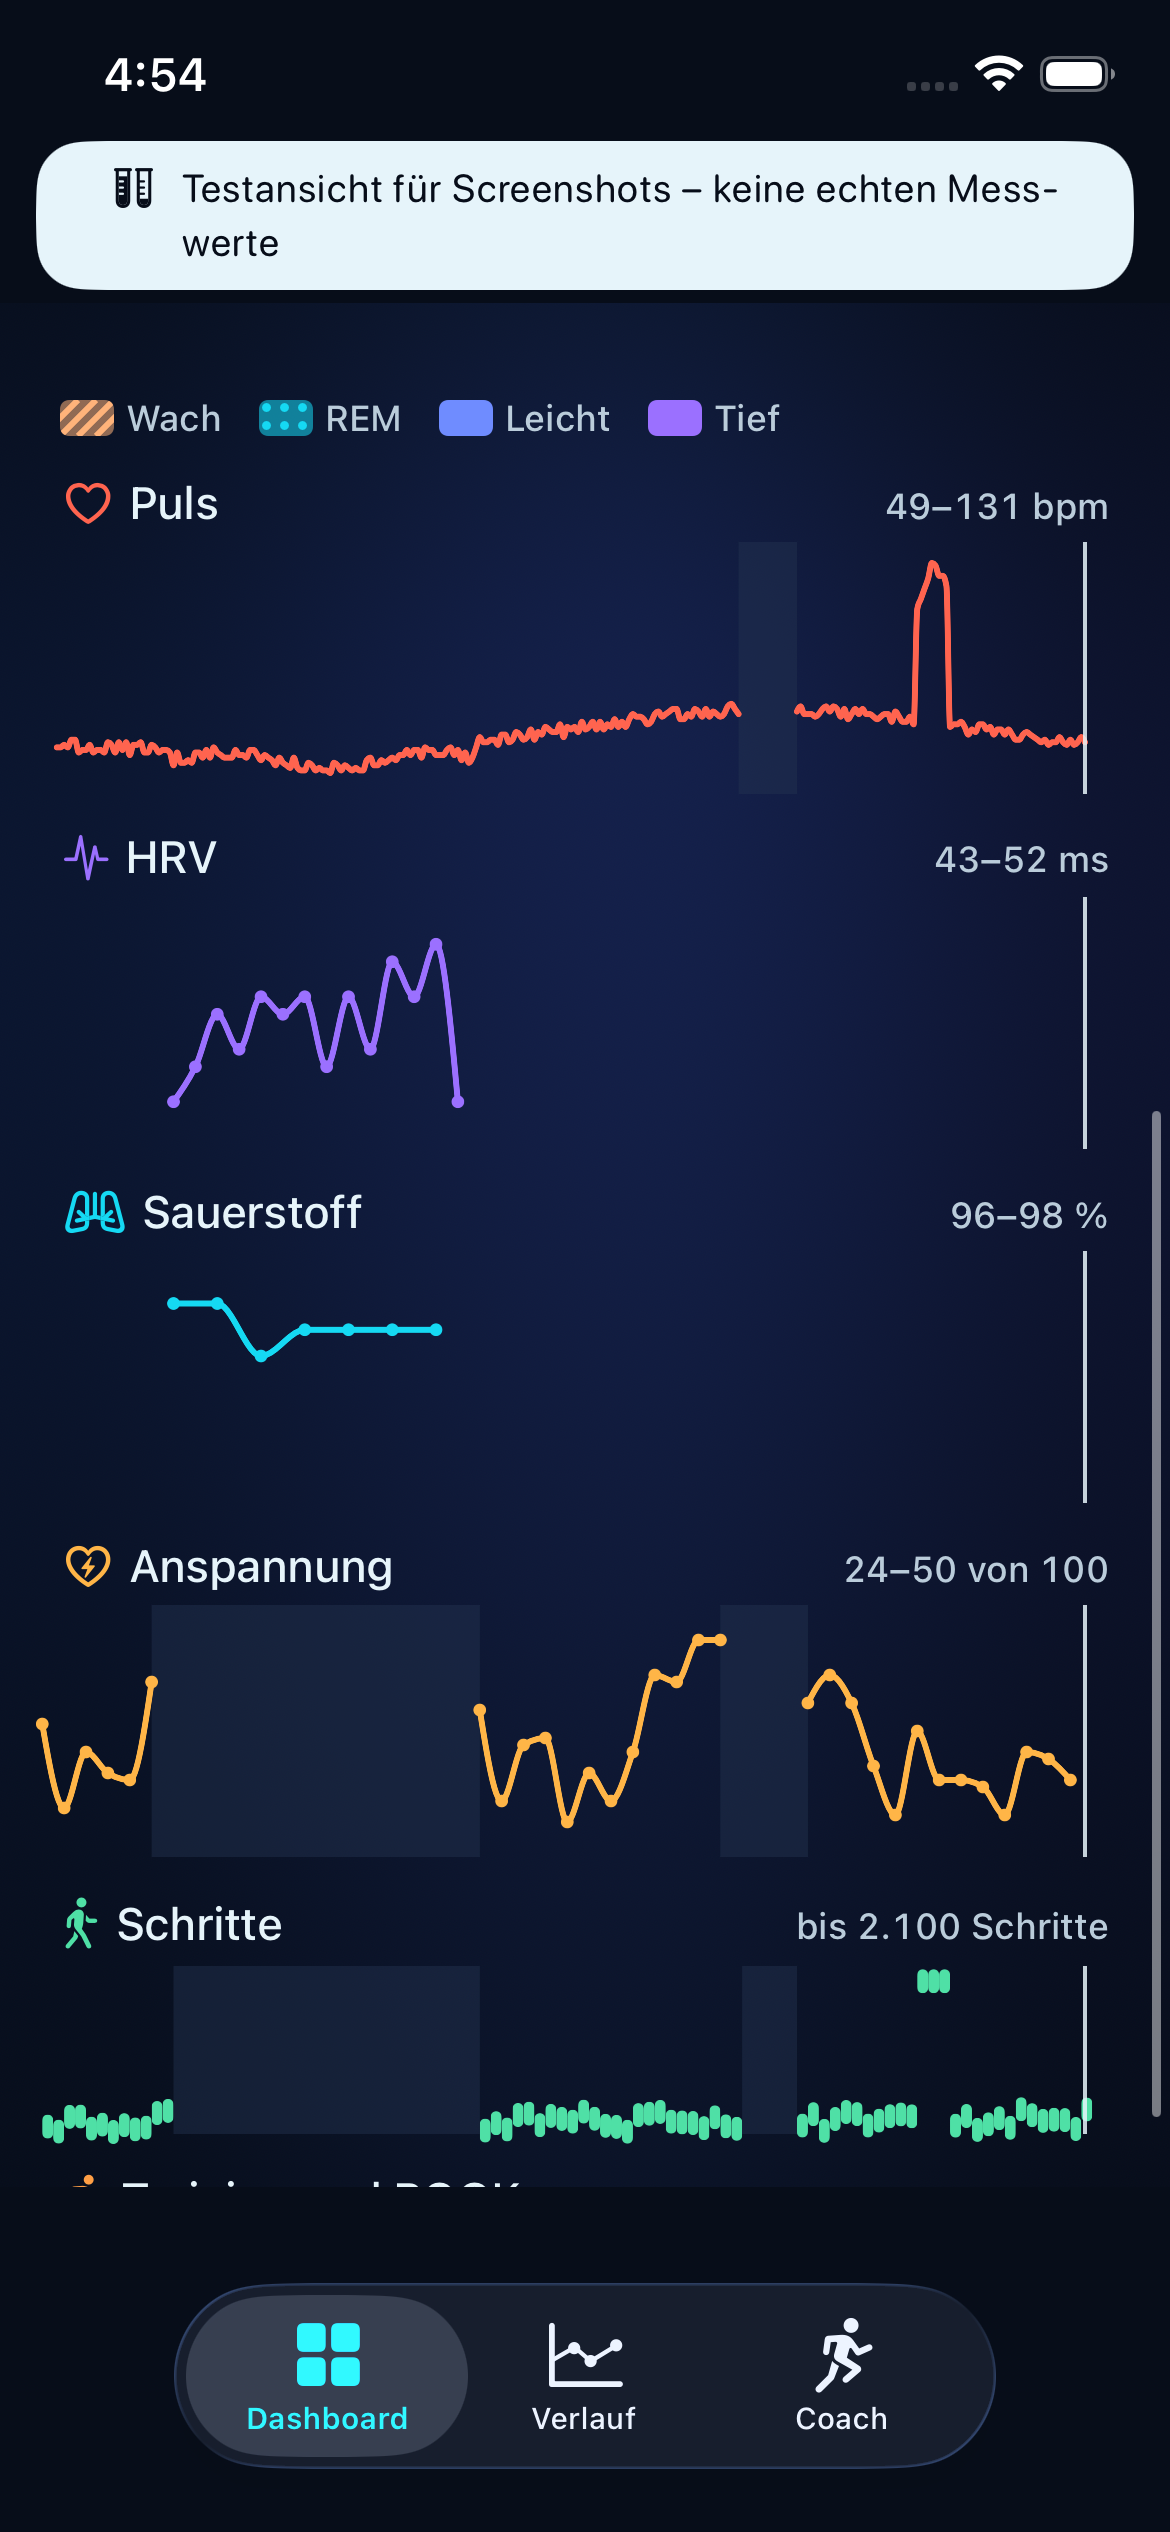 4:54
Testansicht für Screenshots – keine echten Mess-
werte
Wach REM Leicht Tief
Puls 49–131 bpm
HRV 43–52 ms
Sauerstoff 96–98 %
Anspannung 24–50 von 100
Schritte bis 2.100 Schritte
Dashboard Verlauf Coach